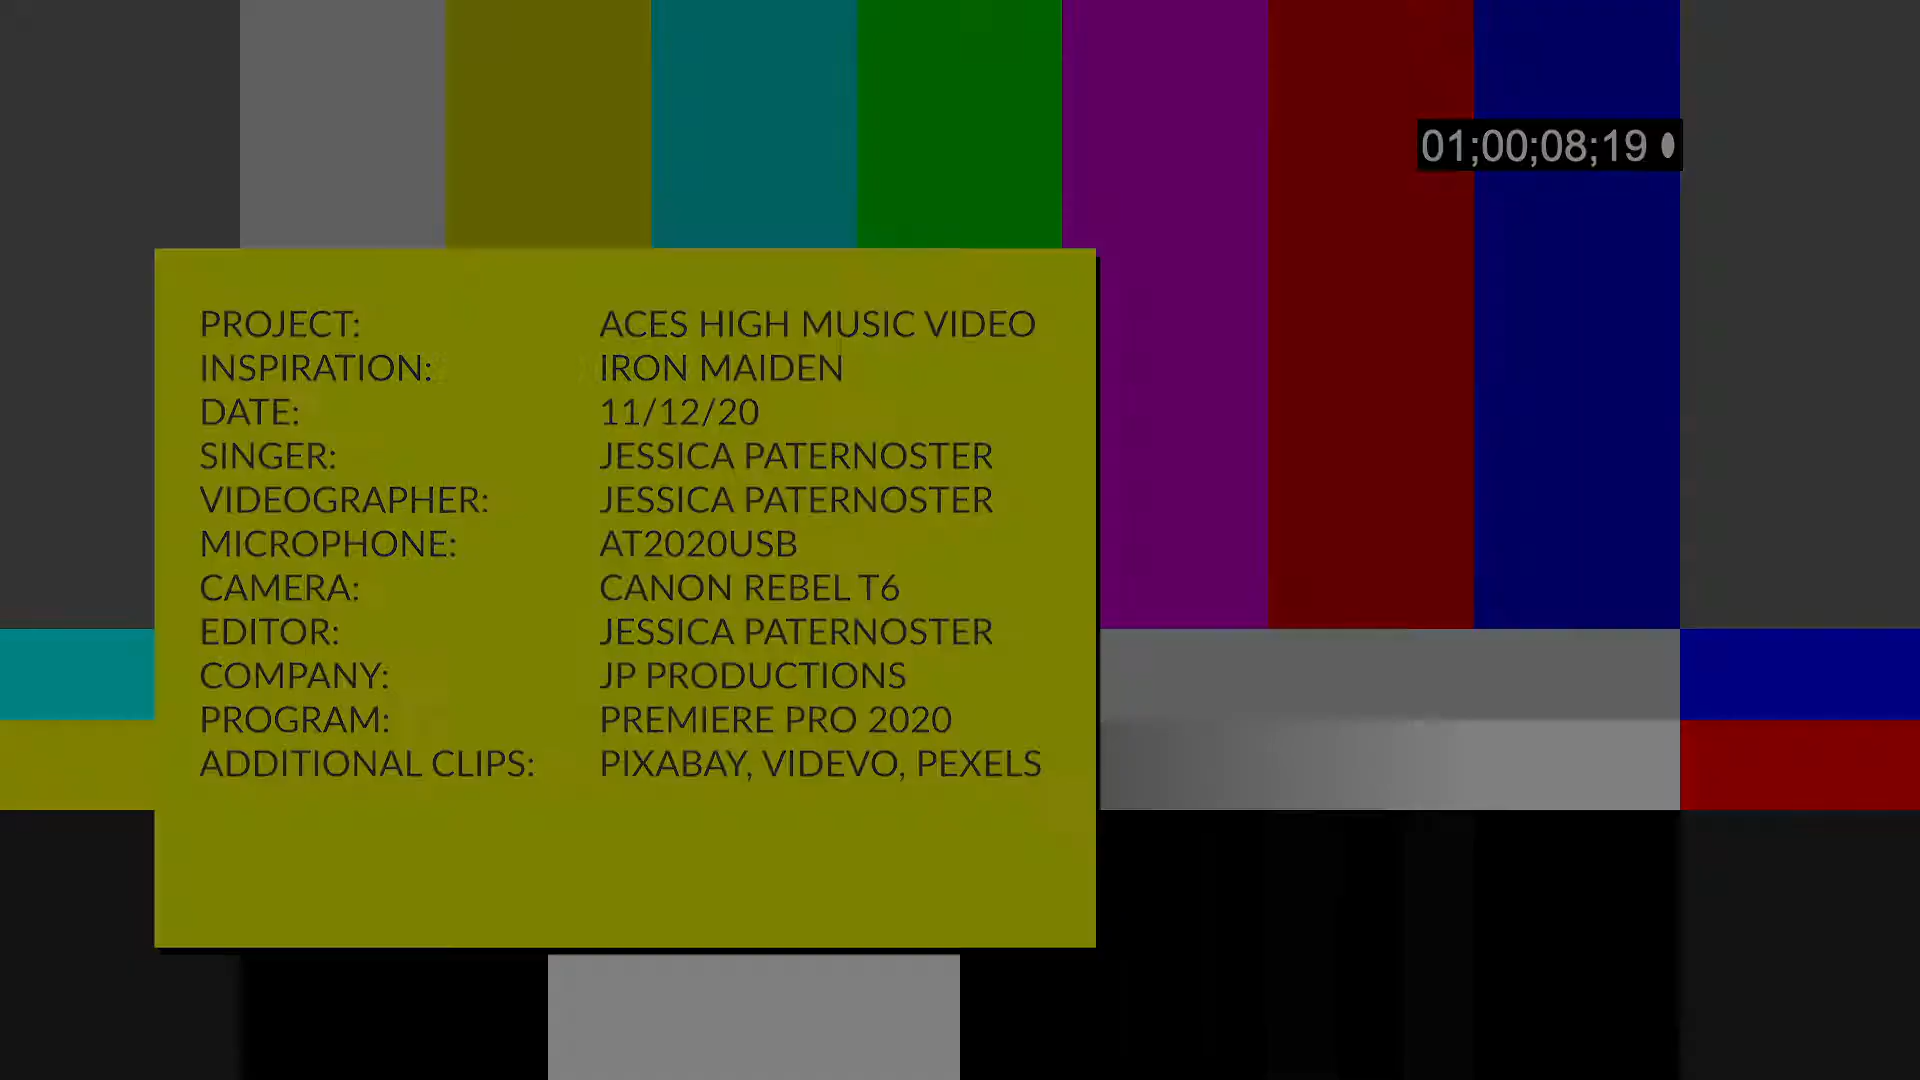 01;00;08;19
PROJECT: ACES HIGH MUSIC VIDEO
INSPIRATION: IRON MAIDEN
DATE: 11/12/20
SINGER: JESSICA PATERNOSTER
VIDEOGRAPHER: JESSICA PATERNOSTER
MICROPHONE: AT2020USB
CAMERA: CANON REBEL T6
EDITOR: JESSICA PATERNOSTER
COMPANY: JP PRODUCTIONS
PROGRAM: PREMIERE PRO 2020
ADDITIONAL CLIPS: PIXABAY, VIDEVO, PEXELS